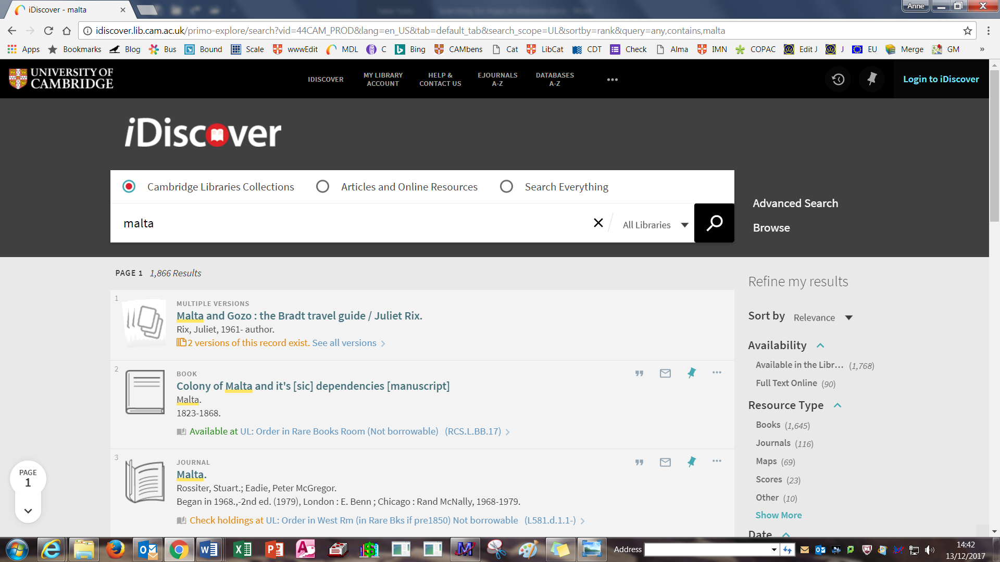 iDiscover - malta
Anne
idiscover.lib.cam.ac.uk/primo-explore/search?vid=44CAM_PROD&lang=en_US&tab=default_tab&search_scope=UL&sortby=rank&query=any,contains,malta
Apps Bookmarks Blog Bus Bound Scale wwwEdit MDL C Bing CAMbens Cat LibCat CDT Check Alma IMN COPAC Edit J J EU Merge GM »
UNIVERSITY OF
CAMBRIDGE
IDISCOVER
MY LIBRARY
ACCOUNT
HELP &
CONTACT US
EJOURNALS
A-Z
DATABASES
A-Z
Login to iDiscover
iDiscover
Cambridge Libraries Collections Articles and Online Resources Search Everything
malta
All Libraries
Advanced Search
Browse
PAGE 1 1,866 Results
1
MULTIPLE VERSIONS
Malta and Gozo : the Bradt travel guide / Juliet Rix.
Rix, Juliet, 1961- author.
2 versions of this record exist. See all versions
2
BOOK
Colony of Malta and it's [sic] dependencies [manuscript]
Malta.
1823-1868.
Available at UL: Order in Rare Books Room (Not borrowable) (RCS.L.BB.17)
3
JOURNAL
Malta.
Rossiter, Stuart.; Eadie, Peter McGregor.
Began in 1968.,-2nd ed. (1979), London : E. Benn ; Chicago : Rand McNally, 1968-1979.
Check holdings at UL: Order in West Rm (in Rare Bks if pre1850) Not borrowable (L581.d.1.1-)
Refine my results
Sort by Relevance
Availability
Available in the Libr... (1,768)
Full Text Online (90)
Resource Type
Books (1,645)
Journals (116)
Maps (69)
Scores (23)
Other (10)
Show More
Date
PAGE
1
Address
14:42
13/12/2017